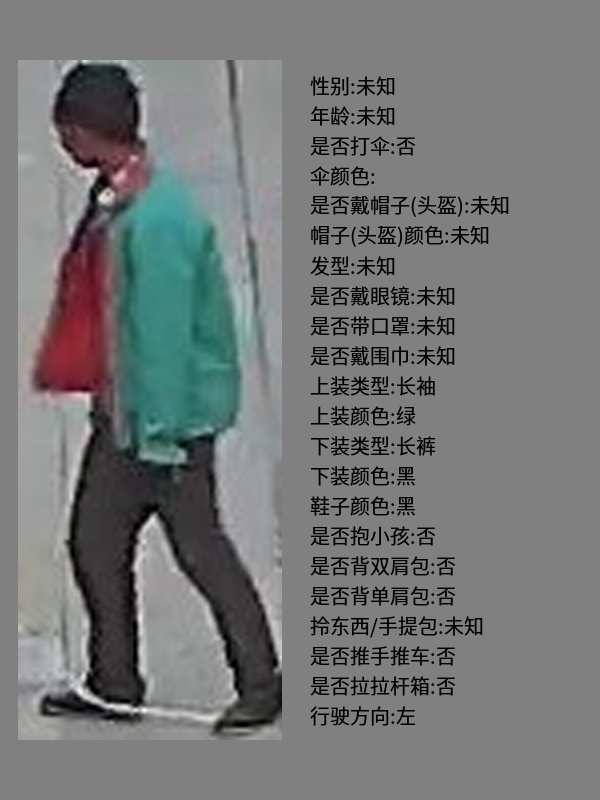 性别:未知
年龄:未知
是否打伞:否
伞颜色:
是否戴帽子(头盔):未知
帽子(头盔)颜色:未知
发型:未知
是否戴眼镜:未知
是否带口罩:未知
是否戴围巾:未知
上装类型:长袖
上装颜色:绿
下装类型:长裤
下装颜色:黑
鞋子颜色:黑
是否抱小孩:否
是否背双肩包:否
是否背单肩包:否
拎东西/手提包:未知
是否推手推车:否
是否拉拉杆箱:否
行驶方向:左